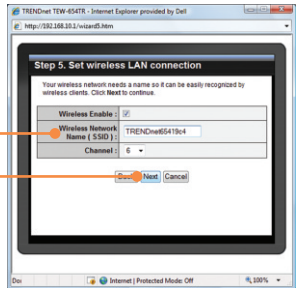 TRENDnet TEW-654TR - Internet Explorer provided by Dell
http://192.168.10.1/wizard5.htm
Step 5. Set wireless LAN connection
Your wireless network needs a name so it can be easily recognized by
wireless clients. Click Next to continue.
Wireless Enable :
Wireless Network
Name ( SSID ) :
TRENDnet65419c4
Channel :
6
Next
Cancel
Internet | Protected Mode: Off
100%